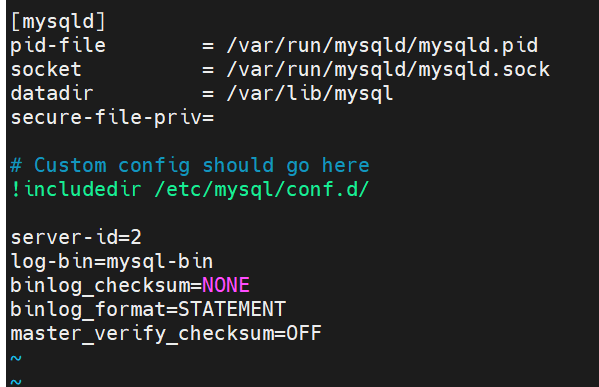 [mysqld]
pid-file        = /var/run/mysqld/mysqld.pid
socket          = /var/run/mysqld/mysqld.sock
datadir         = /var/lib/mysql
secure-file-priv=
# Custom config should go here
!includedir /etc/mysql/conf.d/
server-id=2
log-bin=mysql-bin
binlog_checksum=NONE
binlog_format=STATEMENT
master_verify_checksum=OFF
~
~